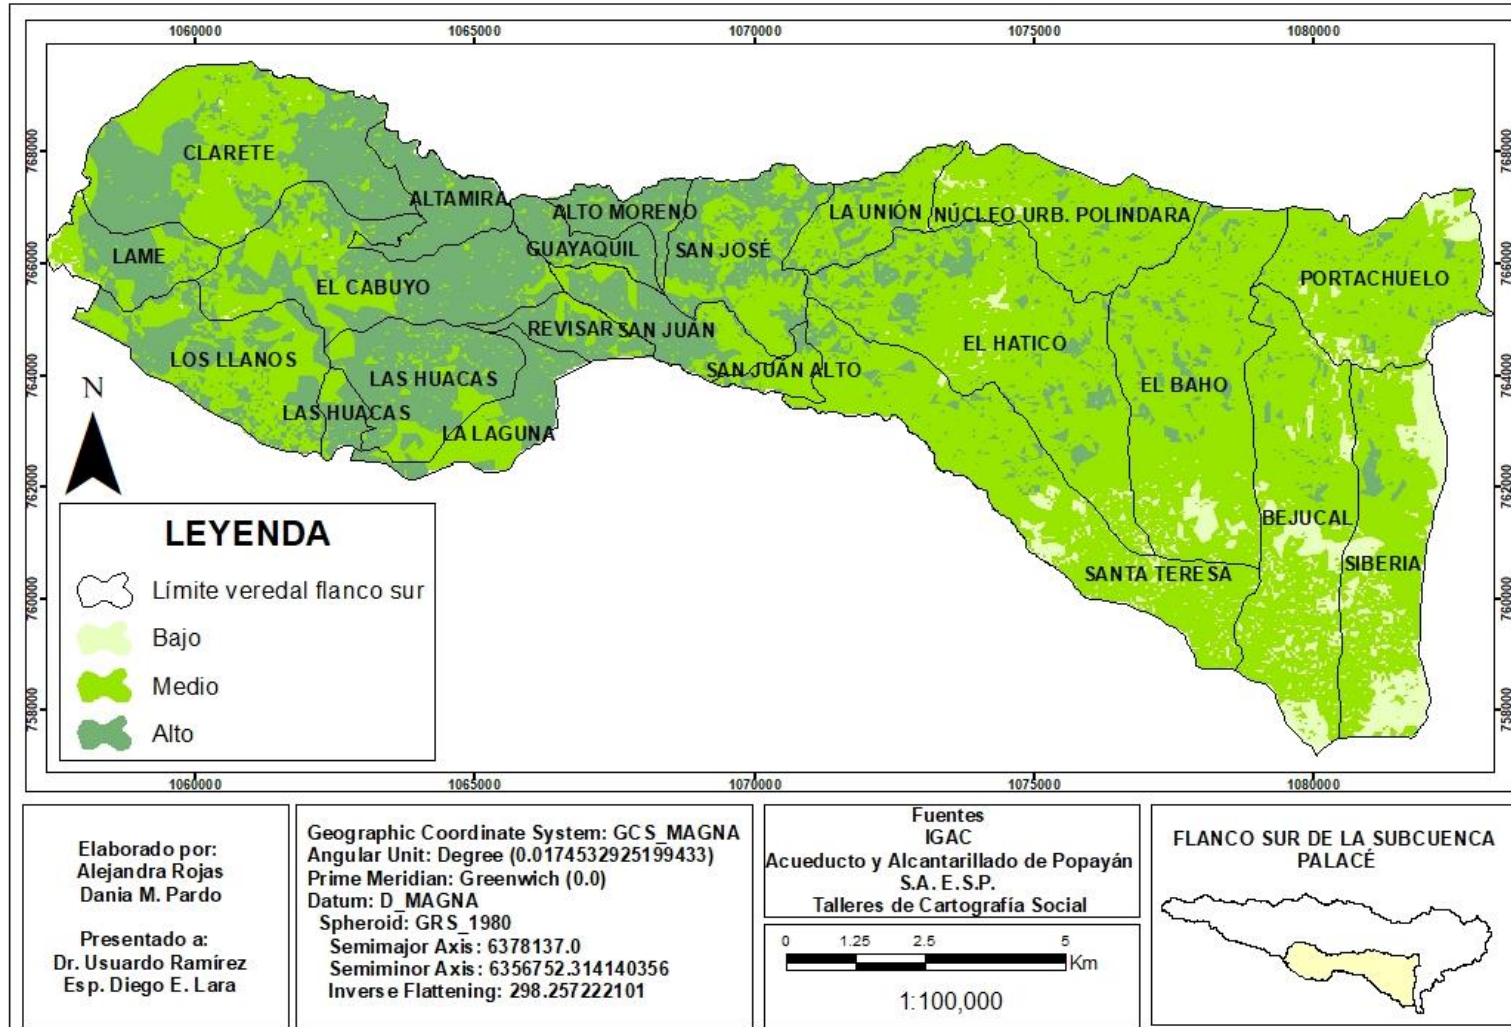 1060000 1065000 1070000 1075000 1080000
768000 768000
CLARETE
ALTAMIRA
ALTO MORENO
LA UNIÓN
NÚCLEO URB. POLINDARA
766000 766000
LAME
GUAYAQUIL
SAN JOSÉ
PORTACHUELO
EL CABUYO
REVISAR SAN JUAN
EL HATICO
LOS LLANOS
764000 764000
LAS HUACAS
SAN JUAN ALTO
EL BAHO
N
LAS HUACAS
LA LAGUNA
762000 762000
BEJUCAL
SIBERIA
SANTA TERESA
760000 760000
758000 758000
LEYENDA
Límite veredal flanco sur
Bajo
Medio
Alto
1060000 1065000 1070000 1075000 1080000
Elaborado por:
Alejandra Rojas
Dania M. Pardo
Presentado a:
Dr. Usuardo Ramírez
Esp. Diego E. Lara
Geographic Coordinate System: GCS_MAGNA
Angular Unit: Degree (0.0174532925199433)
Prime Meridian: Greenwich (0.0)
Datum: D_MAGNA
Spheroid: GRS_1980
Semimajor Axis: 6378137.0
Semiminor Axis: 6356752.314140356
Inverse Flattening: 298.257222101
Fuentes
IGAC
Acueducto y Alcantarillado de Popayán
S.A. E.S.P.
Talleres de Cartografía Social
0 1.25 2.5 5
Km
1:100,000
FLANCO SUR DE LA SUBCUENCA
PALACÉ